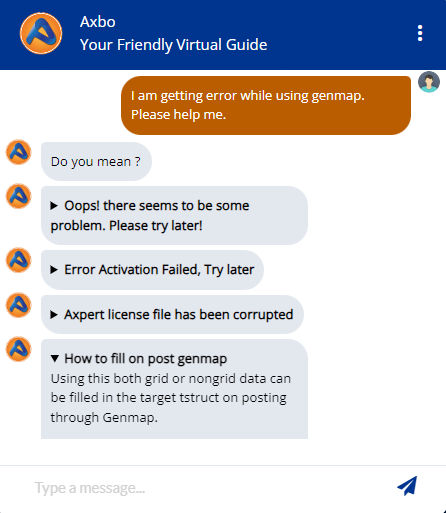 Axbo
Your Friendly Virtual Guide
I am getting error while using genmap.
Please help me.
Do you mean ?
Oops! there seems to be some
problem. Please try later!
Error Activation Failed, Try later
Axpert license file has been corrupted
How to fill on post genmap
Using this both grid or nongrid data can
be filled in the target tstruct on posting
through Genmap.
Type a message...